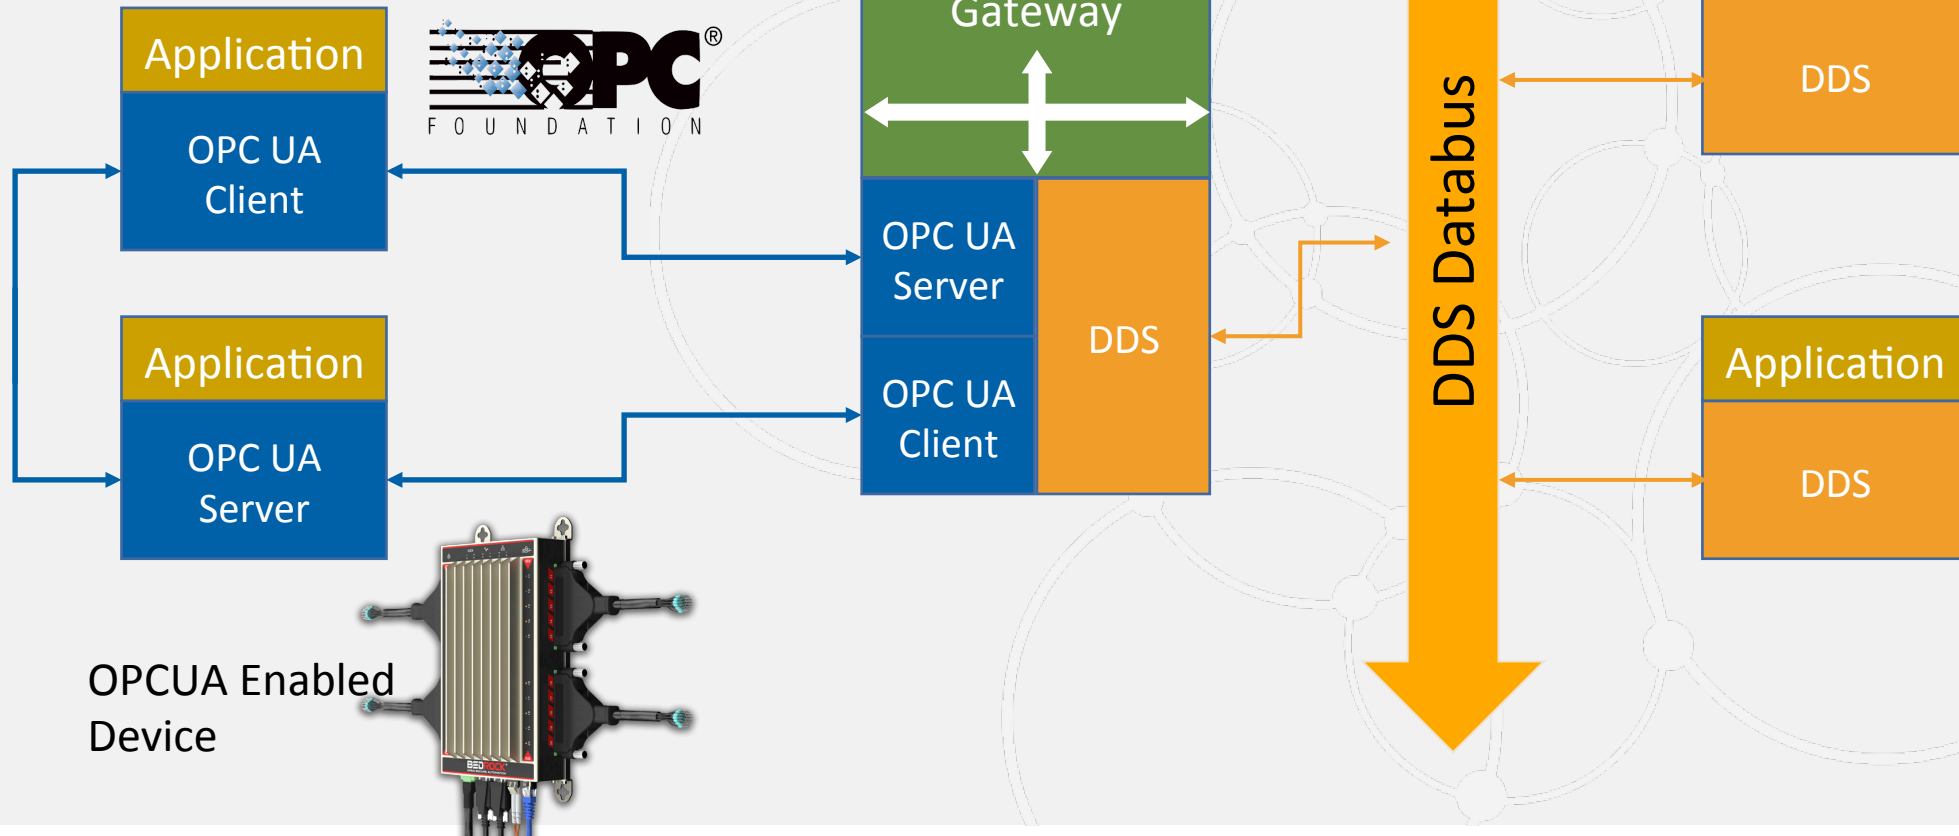 Application
OPC UA
Client
OPC®
FOUNDATION
Gateway
OPC UA
Server
OPC UA
Client
DDS
DDS Databus
DDS
Application
OPC UA
Server
Application
DDS
OPCUA Enabled
Device
BEDROCK